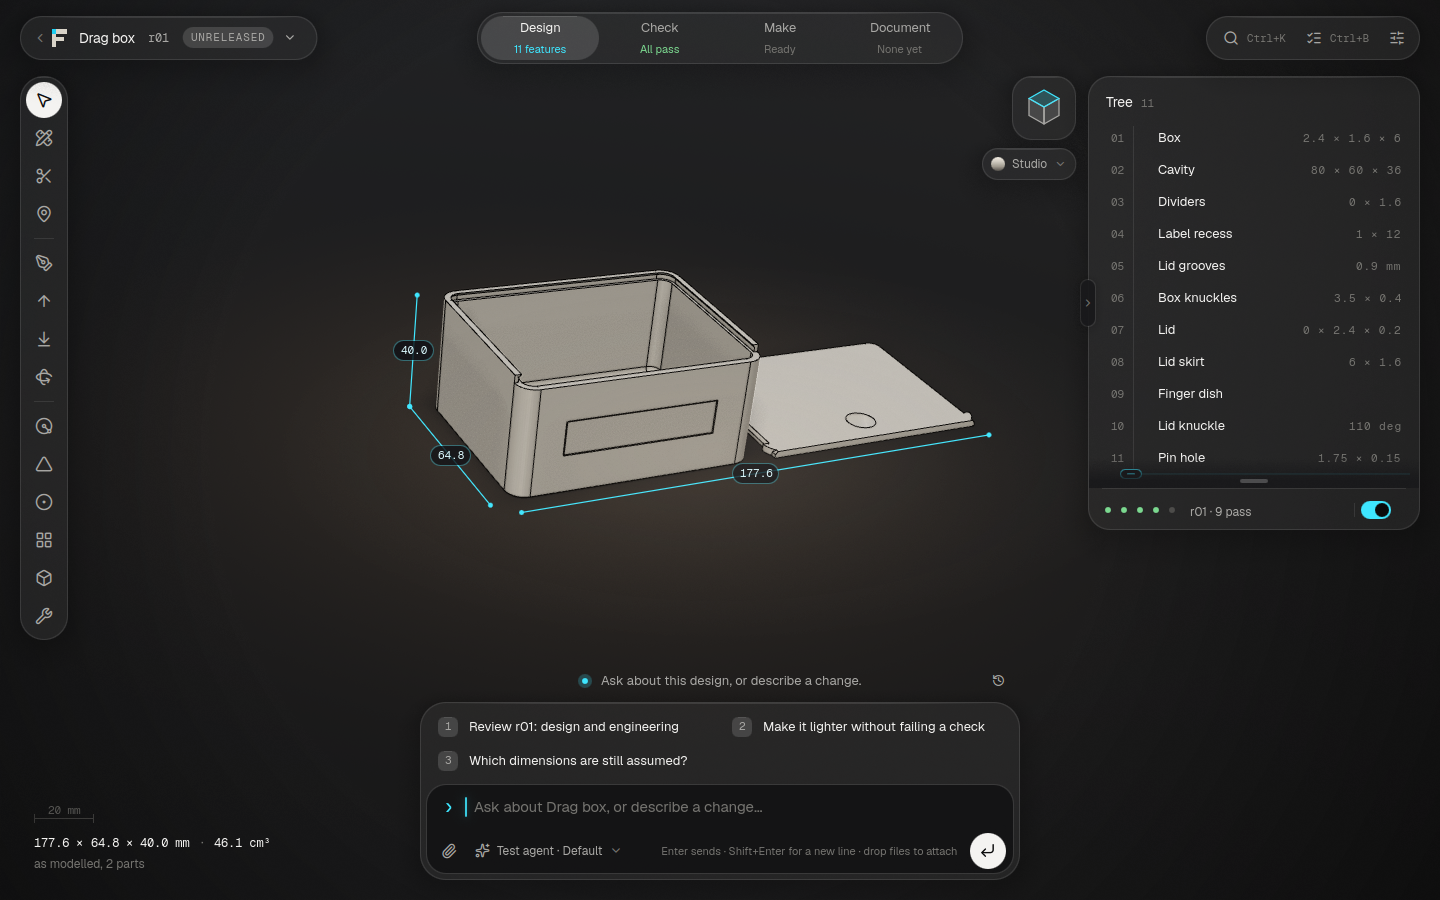 Drag box r01 UNRELEASED
Design
11 features
Check
All pass
Make
Ready
Document
None yet
Ctrl+K
Ctrl+B
Studio
Tree 11
01 Box 2.4 × 1.6 × 6
02 Cavity 80 × 60 × 36
03 Dividers 0 × 1.6
04 Label recess 1 × 12
05 Lid grooves 0.9 mm
06 Box knuckles 3.5 × 0.4
07 Lid 0 × 2.4 × 0.2
08 Lid skirt 6 × 1.6
09 Finger dish
10 Lid knuckle 110 deg
11 Pin hole 1.75 × 0.15
r01 · 9 pass
40.0
64.8
177.6
Ask about this design, or describe a change.
1 Review r01: design and engineering
2 Make it lighter without failing a check
3 Which dimensions are still assumed?
Ask about Drag box, or describe a change...
Test agent · Default
Enter sends · Shift+Enter for a new line · drop files to attach
20 mm
177.6 × 64.8 × 40.0 mm · 46.1 cm³
as modelled, 2 parts